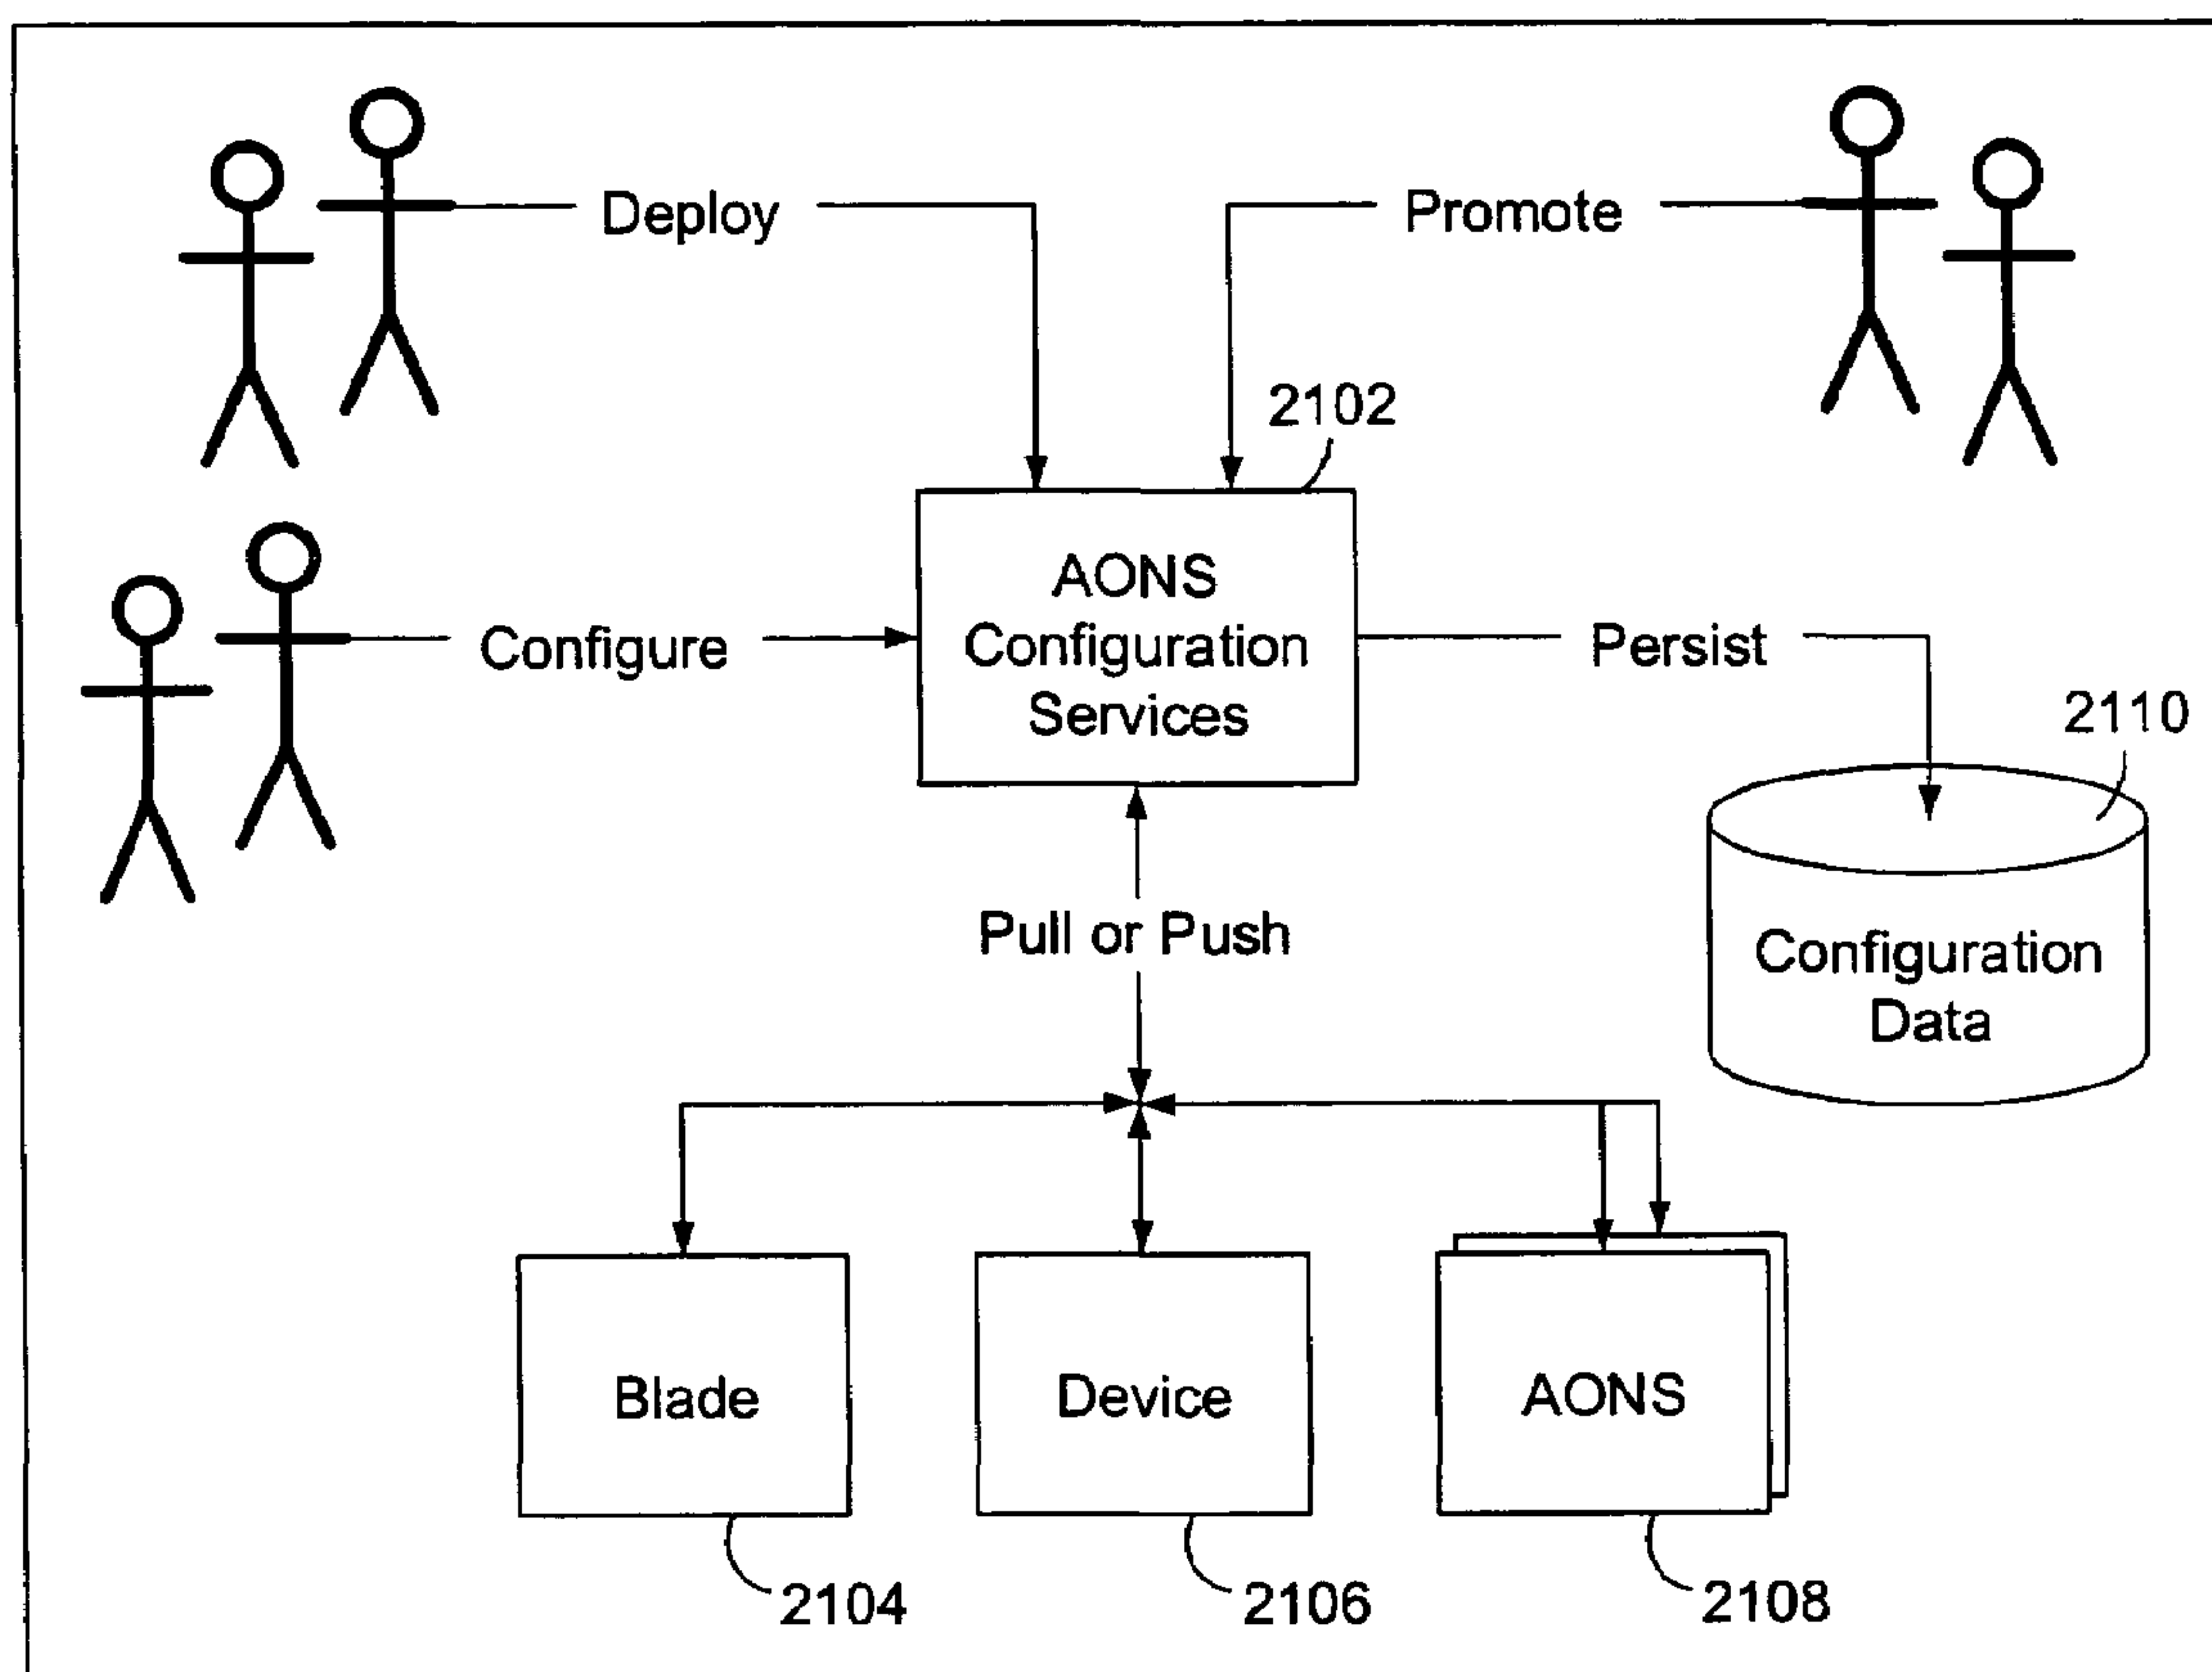 Deploy
Promote
2102
AONS
Configuration
Services
Configure
Persist
2110
Pull or Push
Configuration
Data
Blade
Device
AONS
2104
2106
2108